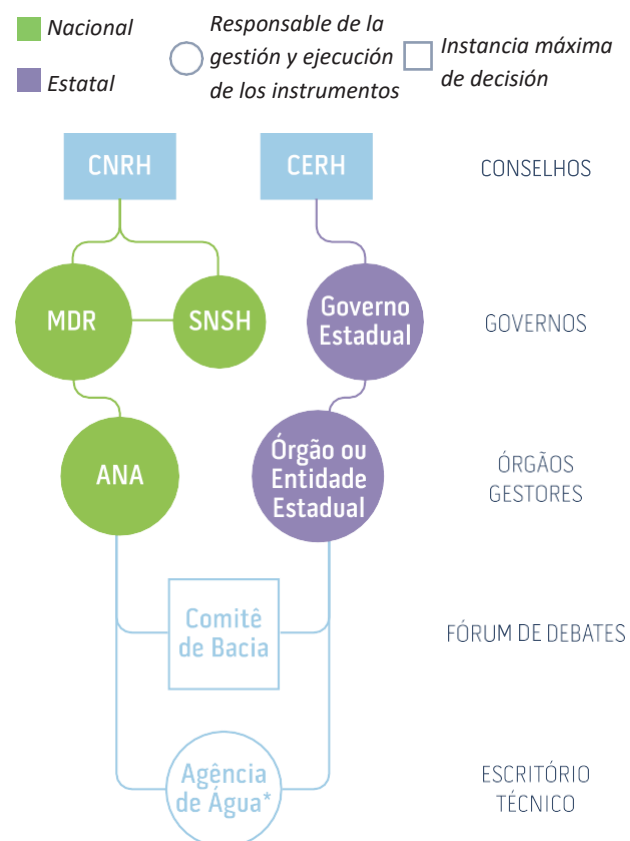 Nacional
Estatal
Responsable de la
gestión y ejecución
de los instrumentos
Instancia máxima
de decisión
CNRH
CERH
CONSELHOS
MDR
SNSH
Governo
Estadual
GOVERNOS
ANA
Órgão ou
Entidade
Estadual
ÓRGÃOS
GESTORES
Comitê
de Bacia
FÓRUM DE DEBATES
Agência
de Água*
ESCRITÓRIO
TÉCNICO